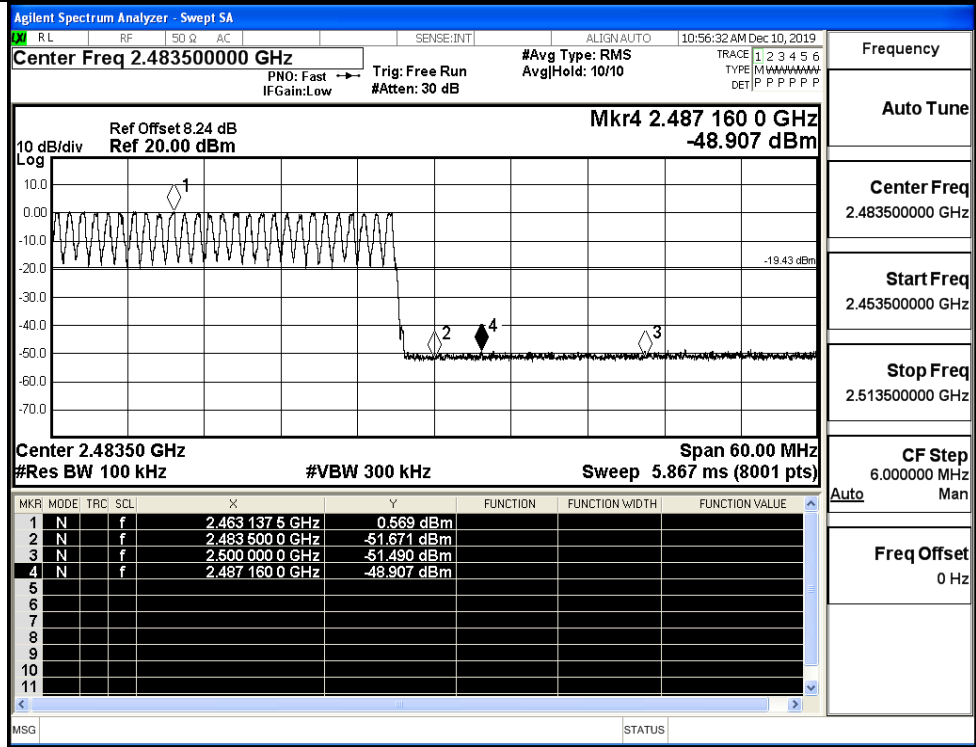 Agilent Spectrum Analyzer - Swept SA
LXI RL RF 50 Ω AC SENSE:INT ALIGN AUTO 10:56:32 AM Dec 10, 2019
Center Freq 2.483500000 GHz
PNO: Fast
IFGain:Low
Trig: Free Run
#Atten: 30 dB
#Avg Type: RMS
Avg|Hold: 10/10
TRACE 1 2 3 4 5 6
TYPE M WWWWW
DET P P P P P P
Mkr4 2.487 160 0 GHz
-48.907 dBm
10 dB/div
Log
Ref Offset 8.24 dB
Ref 20.00 dBm
10.0
0.00
-10.0
-20.0
-30.0
-40.0
-50.0
-60.0
-70.0
1
-19.43 dBm
2
4
3
Center 2.48350 GHz Span 60.00 MHz
#Res BW 100 kHz #VBW 300 kHz Sweep 5.867 ms (8001 pts)
MKR MODE TRC SCL X Y FUNCTION FUNCTION WIDTH FUNCTION VALUE
1 N f 2.463 137 5 GHz 0.569 dBm
2 N f 2.483 500 0 GHz -51.671 dBm
3 N f 2.500 000 0 GHz -51.490 dBm
4 N f 2.487 160 0 GHz -48.907 dBm
5
6
7
8
9
10
11
MSG STATUS
Frequency
Auto Tune
Center Freq
2.483500000 GHz
Start Freq
2.453500000 GHz
Stop Freq
2.513500000 GHz
CF Step
6.000000 MHz
Auto Man
Freq Offset
0 Hz